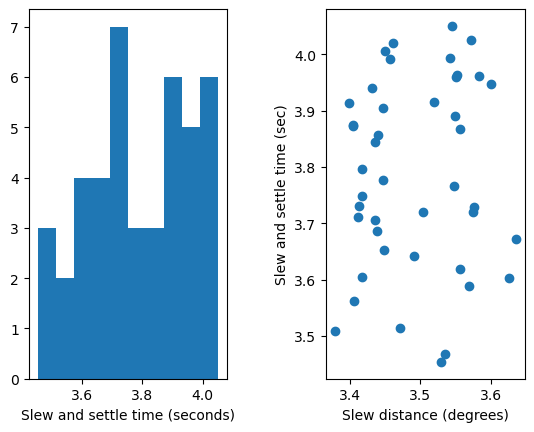 7
6
5
4
3
2
1
0
3.6 3.8 4.0
Slew and settle time (seconds)
Slew and settle time (sec)
4.0
3.9
3.8
3.7
3.6
3.5
3.4 3.5 3.6
Slew distance (degrees)